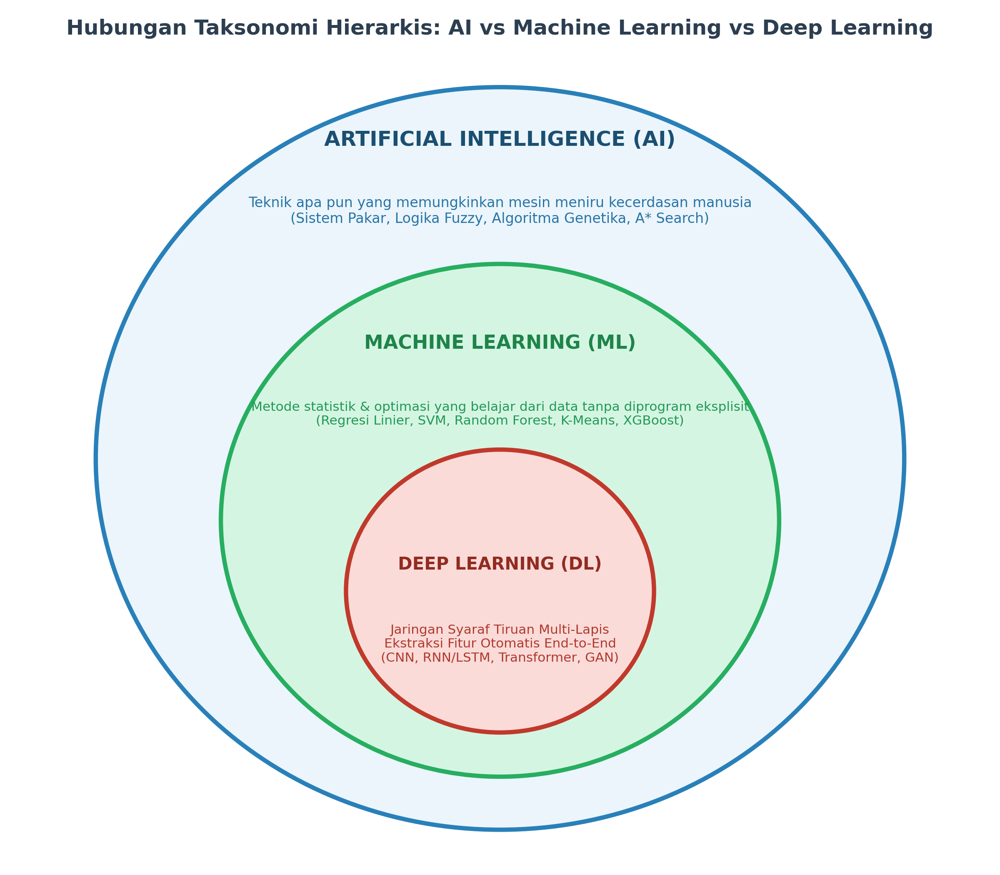 Hubungan Taksonomi Hierarkis: AI vs Machine Learning vs Deep Learning
ARTIFICIAL INTELLIGENCE (AI)
Teknik apa pun yang memungkinkan mesin meniru kecerdasan manusia
(Sistem Pakar, Logika Fuzzy, Algoritma Genetika, A* Search)
MACHINE LEARNING (ML)
Metode statistik & optimasi yang belajar dari data tanpa diprogram eksplisit
(Regresi Linier, SVM, Random Forest, K-Means, XGBoost)
DEEP LEARNING (DL)
Jaringan Syaraf Tiruan Multi-Lapis
Ekstraksi Fitur Otomatis End-to-End
(CNN, RNN/LSTM, Transformer, GAN)